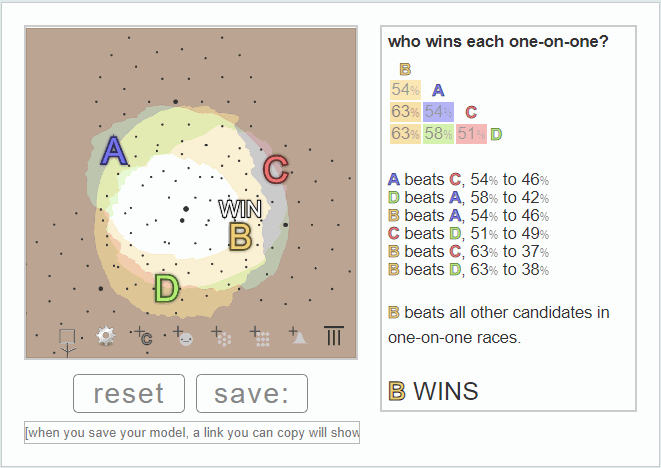 A
C
WIN
B
D
+C
reset
save:
[when you save your model, a link you can copy will show
who wins each one-on-one?
B
54% A
63% 54% C
63% 58% 51% D
A beats C, 54% to 46%
D beats A, 58% to 42%
B beats A, 54% to 46%
C beats D, 51% to 49%
B beats C, 63% to 37%
B beats D, 63% to 38%
B beats all other candidates in
one-on-one races.
B WINS